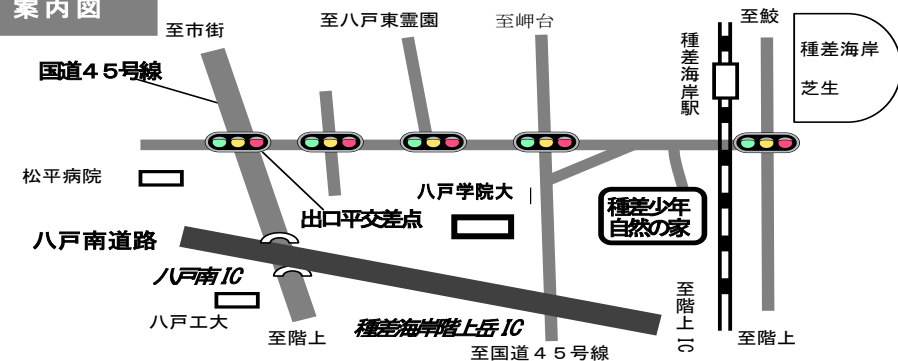 案内図
至市街
至八戸東霊園
至岬台
至鮫
国道４５号線
種差海岸駅
種差海岸
芝生
松平病院
出口平交差点
八戸学院大
種差少年
自然の家
八戸南道路
八戸南IC
八戸工大
至階上
種差海岸階上岳IC
至国道４５号線
至階上IC
至階上